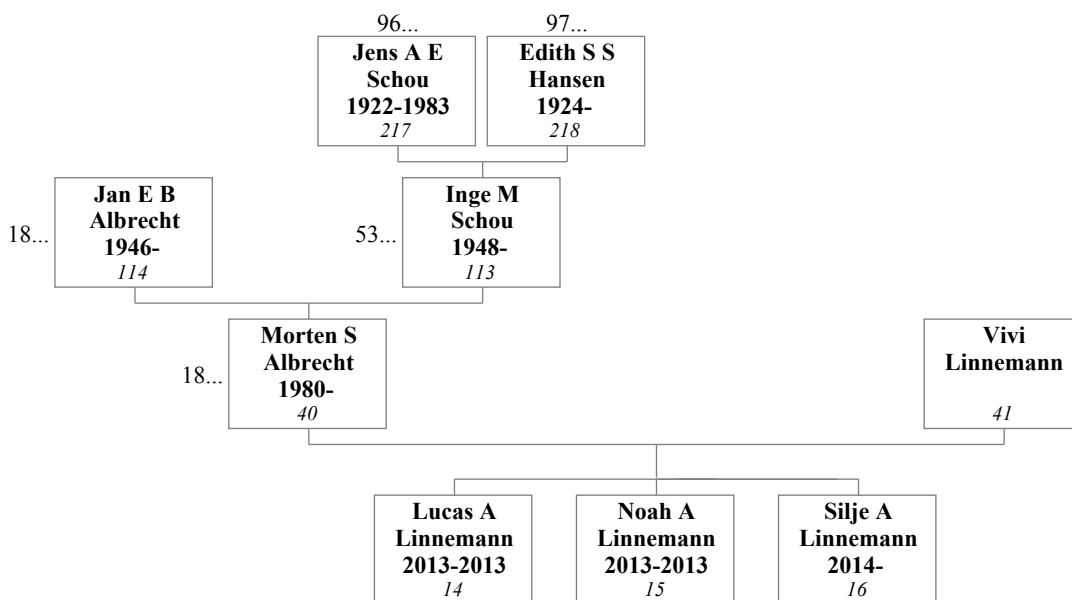 96...
Jens A E
Schou
1922-1983
217
97...
Edith S S
Hansen
1924-
218
18...
Jan E B
Albrecht
1946-
114
53...
Inge M
Schou
1948-
113
18...
Morten S
Albrecht
1980-
40
Vivi
Linnemann
41
Lucas A
Linnemann
2013-2013
14
Noah A
Linnemann
2013-2013
15
Silje A
Linnemann
2014-
16